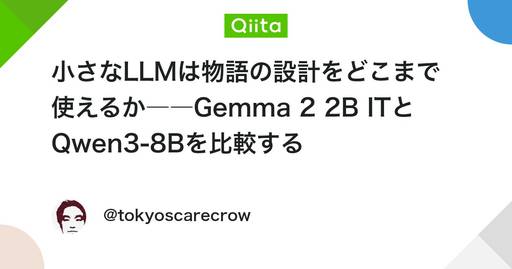 Qiita
小さなLLMは物語の設計をどこまで
使えるか──Gemma 2 2B ITと
Qwen3-8Bを比較する
@tokyoscarecrow